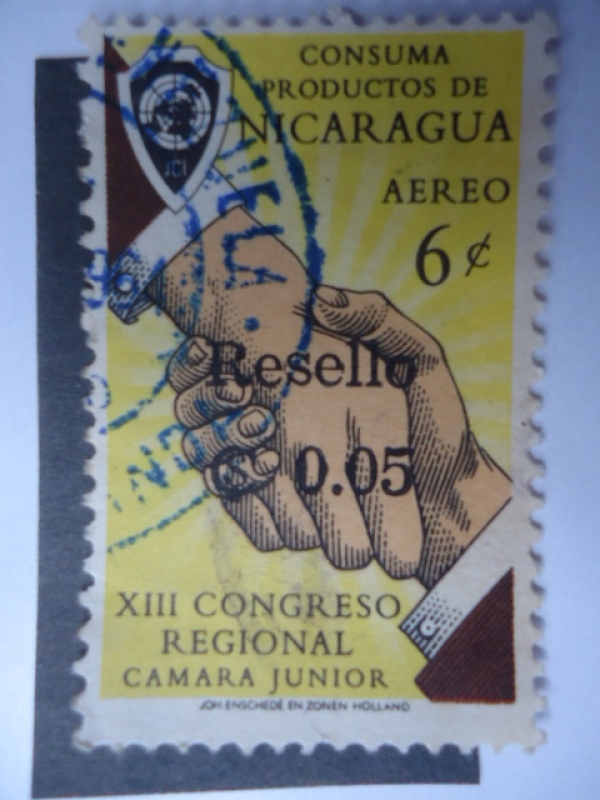 CONSUMA
PRODUCTOS DE
NICARAGUA
JCI
AEREO
6 ¢
Resello
C$ 0.05
XIII CONGRESO
REGIONAL
CAMARA JUNIOR
JOH. ENSCHEDÉ EN ZONEN HOLLAND